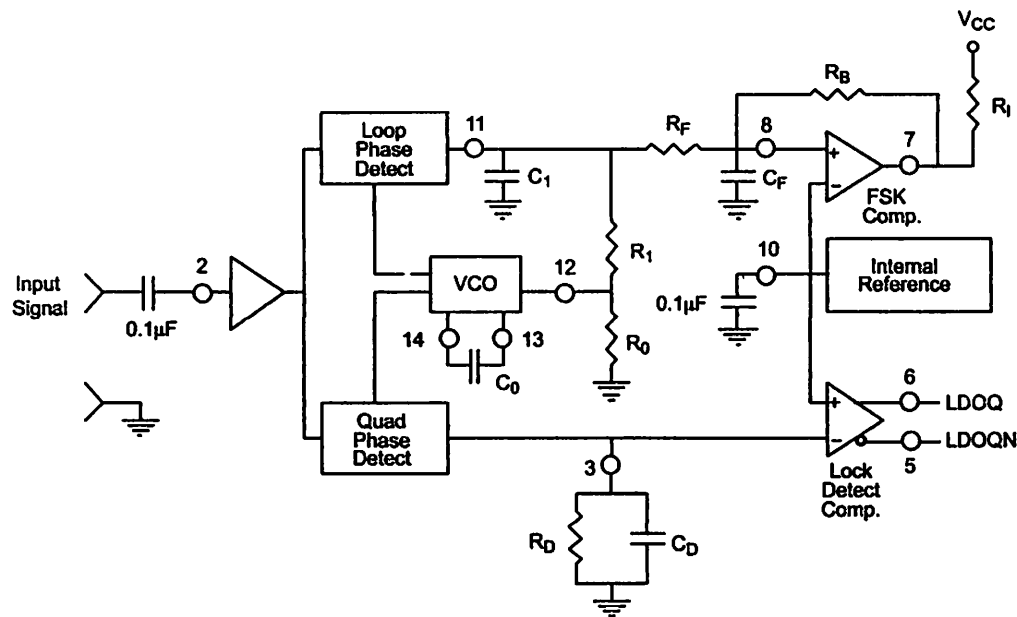 VCC
RB
RI
11
RF
8
7
Loop
Phase
Detect
C1
CF
FSK
Comp.
R1
10
2
12
Input
Signal
VCO
Internal
Reference
0.1µF
0.1µF
14
13
R0
C0
6
LDOQ
Quad
Phase
Detect
LDOQN
3
5
Lock
Detect
Comp.
RD
CD